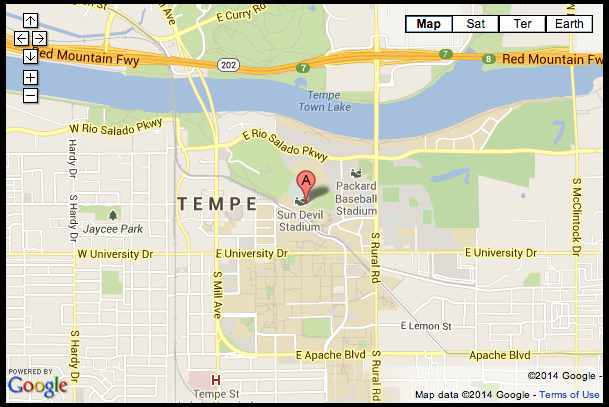 E Curry Rd
Map
Sat
Ter
Earth
Red Mountain Fwy
202
7
7
8
Red Mountain Fw
Tempe
Town Lake
W Rio Salado Pkwy
E Rio Salado Pkwy
Hardy Dr
S Hardy Dr
S Hardy Dr
A
Packard
Baseball
Stadium
TEMPE
Sun Devil
Stadium
Jaycee Park
S McClintock Dr
W University Dr
E University Dr
E University Dr
S Mill Ave
S Rural Rd
S Rural Rd
E Lemon St
E Apache Blvd
Apache Blvd
H
Tempe St
POWERED BY
Google
©2014 Google -
Map data ©2014 Google - Terms of Use